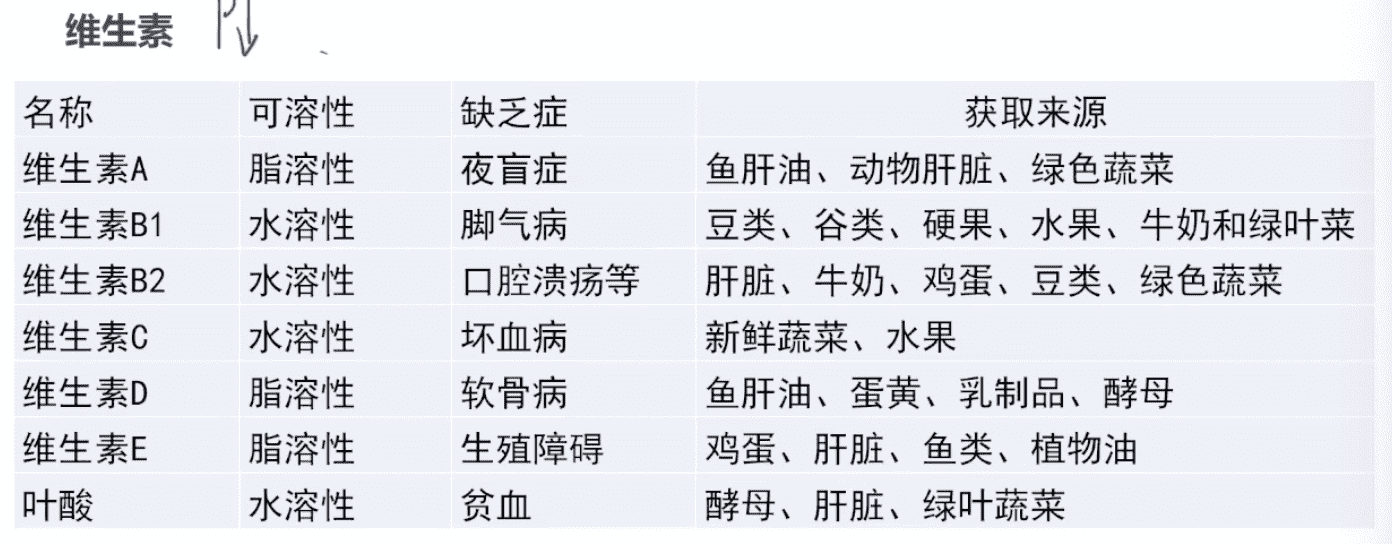 维生素
名称 可溶性 缺乏症 获取来源
维生素A 脂溶性 夜盲症 鱼肝油、动物肝脏、绿色蔬菜
维生素B1 水溶性 脚气病 豆类、谷类、硬果、水果、牛奶和绿叶菜
维生素B2 水溶性 口腔溃疡等 肝脏、牛奶、鸡蛋、豆类、绿色蔬菜
维生素C 水溶性 坏血病 新鲜蔬菜、水果
维生素D 脂溶性 软骨病 鱼肝油、蛋黄、乳制品、酵母
维生素E 脂溶性 生殖障碍 鸡蛋、肝脏、鱼类、植物油
叶酸 水溶性 贫血 酵母、肝脏、绿叶蔬菜